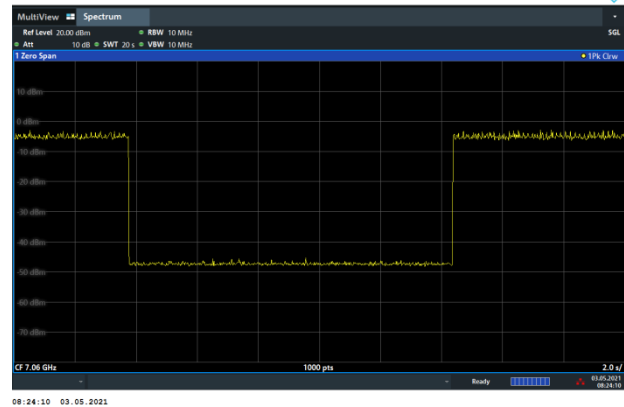 MultiView Spectrum
Ref Level 20.00 dBm RBW 10 MHz SGL
Att 10 dB SWT 20 s VBW 10 MHz
1 Zero Span 1Pk Clrw
10 dBm
0 dBm
-10 dBm
-20 dBm
-30 dBm
-40 dBm
-50 dBm
-60 dBm
-70 dBm
CF 7.06 GHz 1000 pts 2.0 s/
Ready 03.05.2021
08:24:10
08:24:10 03.05.2021